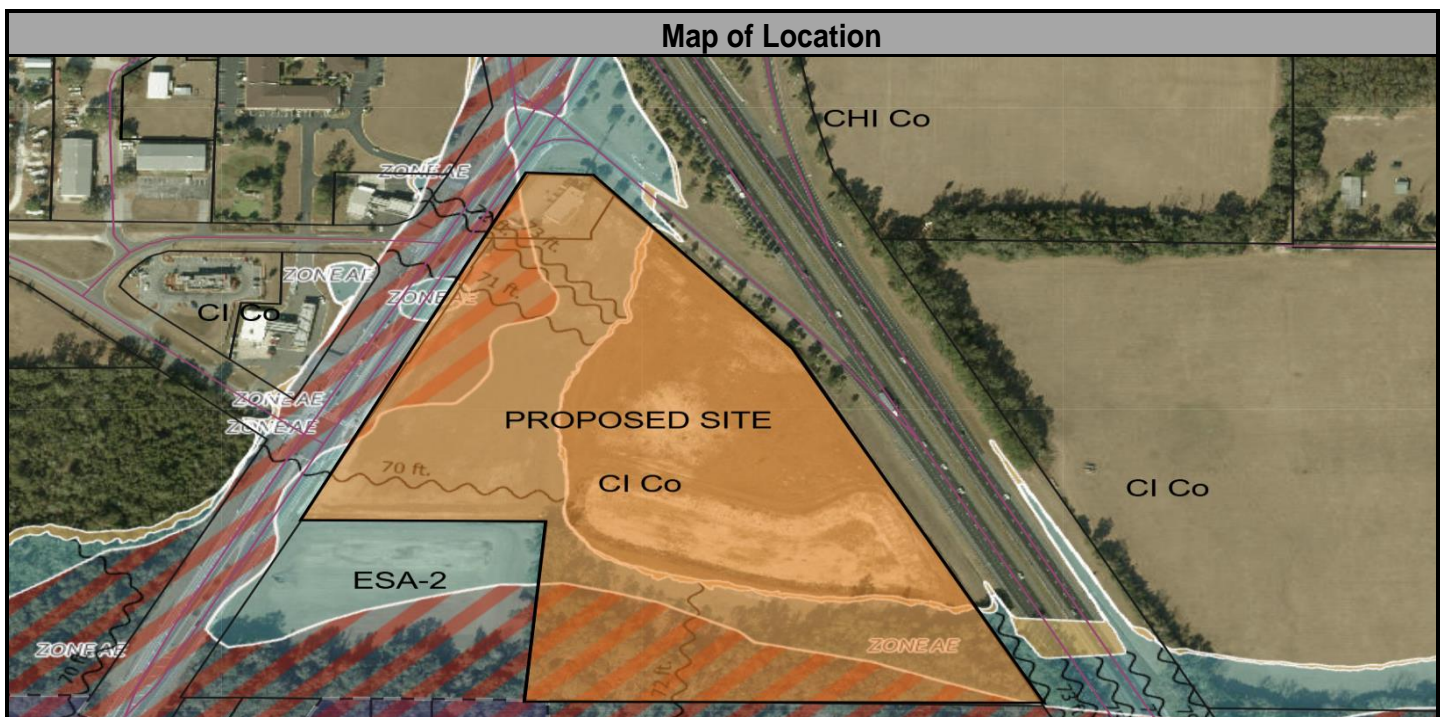 Map of Location
CHI Co
ZONE AE
71 ft.
ZONE AE
ZONE AE
CI Co
ZONE AE
ZONE AE
PROPOSED SITE
70 ft.
CI Co
CI Co
ESA-2
ZONE AE
ZONE AE